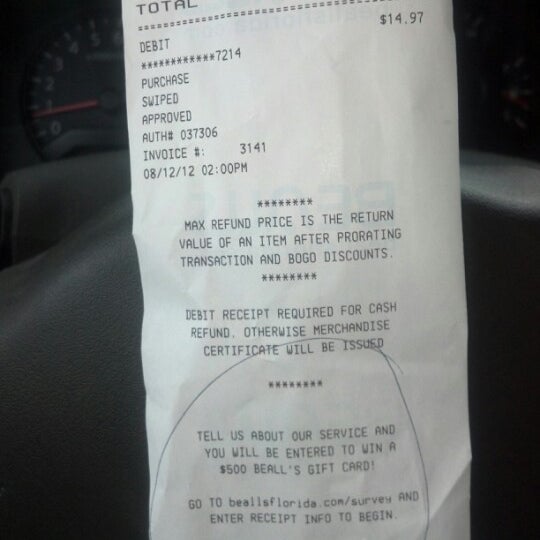 TOTAL
$14.97
DEBIT
************7214
PURCHASE
SWIPED
APPROVED
AUTH# 037306
INVOICE #: 3141
08/12/12 02:00PM
********
MAX REFUND PRICE IS THE RETURN
VALUE OF AN ITEM AFTER PRORATING
TRANSACTION AND BOGO DISCOUNTS.
********
DEBIT RECEIPT REQUIRED FOR CASH
REFUND. OTHERWISE MERCHANDISE
CERTIFICATE WILL BE ISSUED
********
TELL US ABOUT OUR SERVICE AND
YOU WILL BE ENTERED TO WIN A
$500 BEALL'S GIFT CARD!
GO TO beallsflorida.com/survey AND
ENTER RECEIPT INFO TO BEGIN.